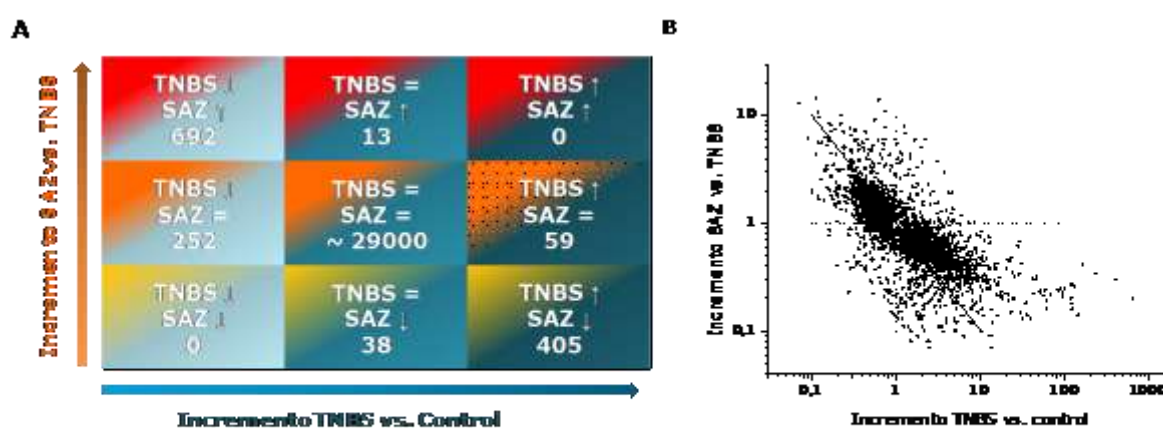 A
B
Incremento SAZ vs. TNBS
TNBS ↓
SAZ ↑
692
TNBS =
SAZ ↑
13
TNBS ↑
SAZ ↑
0
TNBS ↓
SAZ =
252
TNBS =
SAZ =
~ 29000
TNBS ↑
SAZ =
59
TNBS ↓
SAZ ↓
0
TNBS =
SAZ ↓
38
TNBS ↑
SAZ ↓
405
Incremento TNBS vs. Control
Incremento SAZ vs. TNBS
10
1
0,1
0,1 1 10 100 1000
Incremento TNBS vs. control